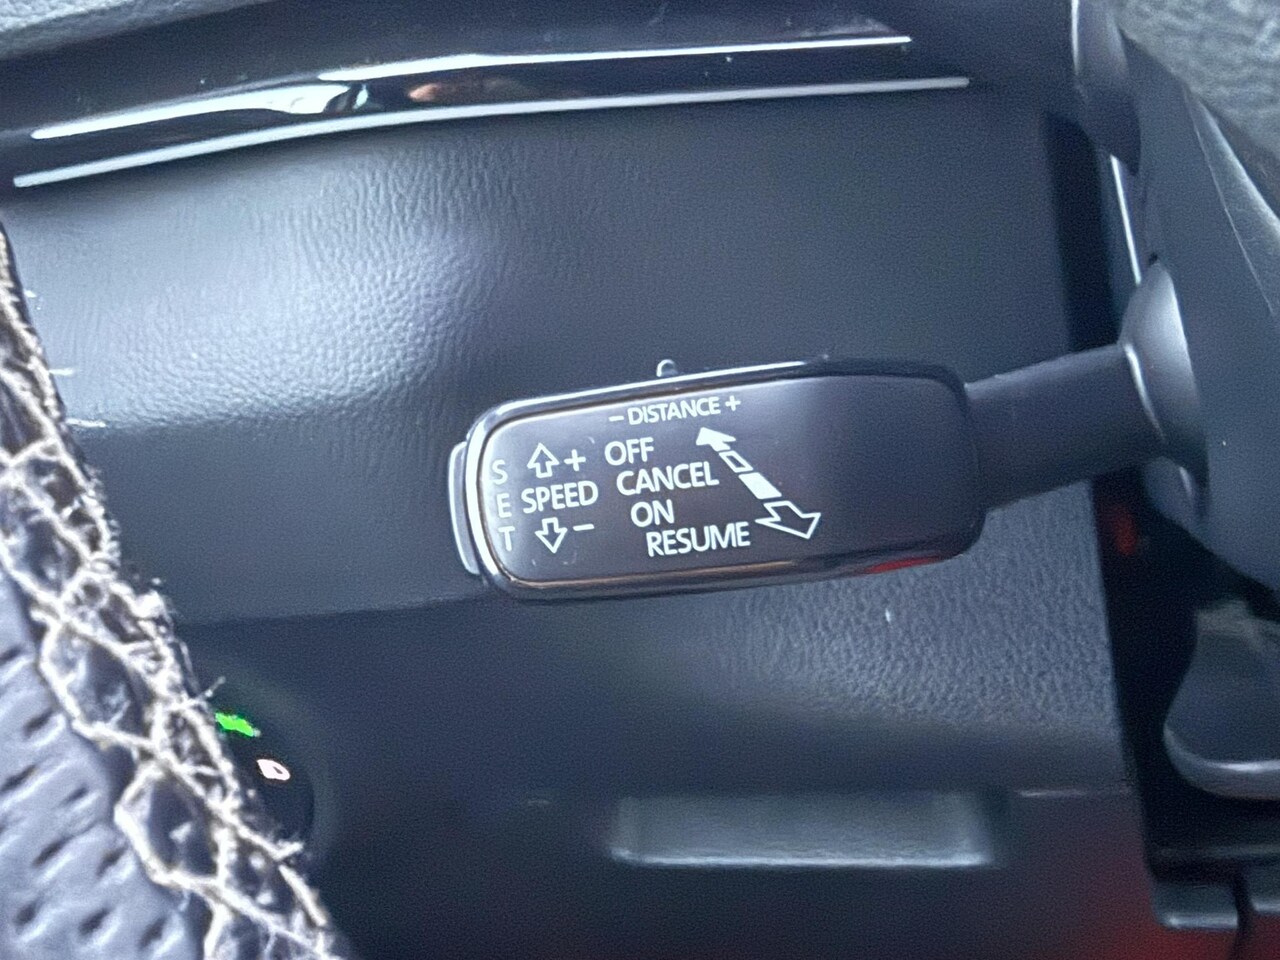 − DISTANCE +
S + OFF
E SPEED CANCEL
T − ON
RESUME